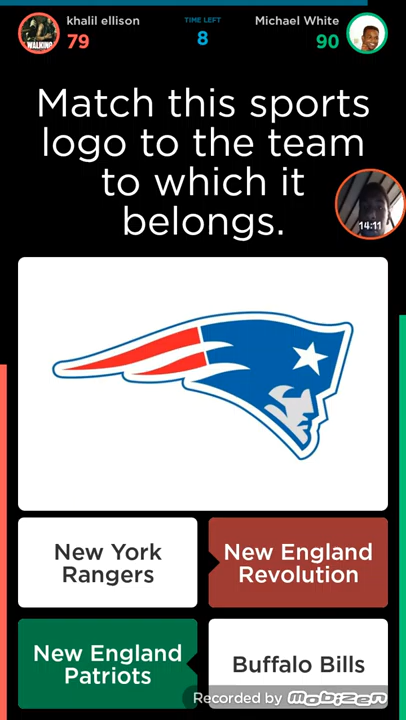 khalil ellison
79
TIME LEFT
8
Michael White
90
WALKING
Match this sports
logo to the team
to which it
belongs.
14:11
New York
Rangers
New England
Revolution
New England
Patriots
Buffalo Bills
Recorded by mobizen